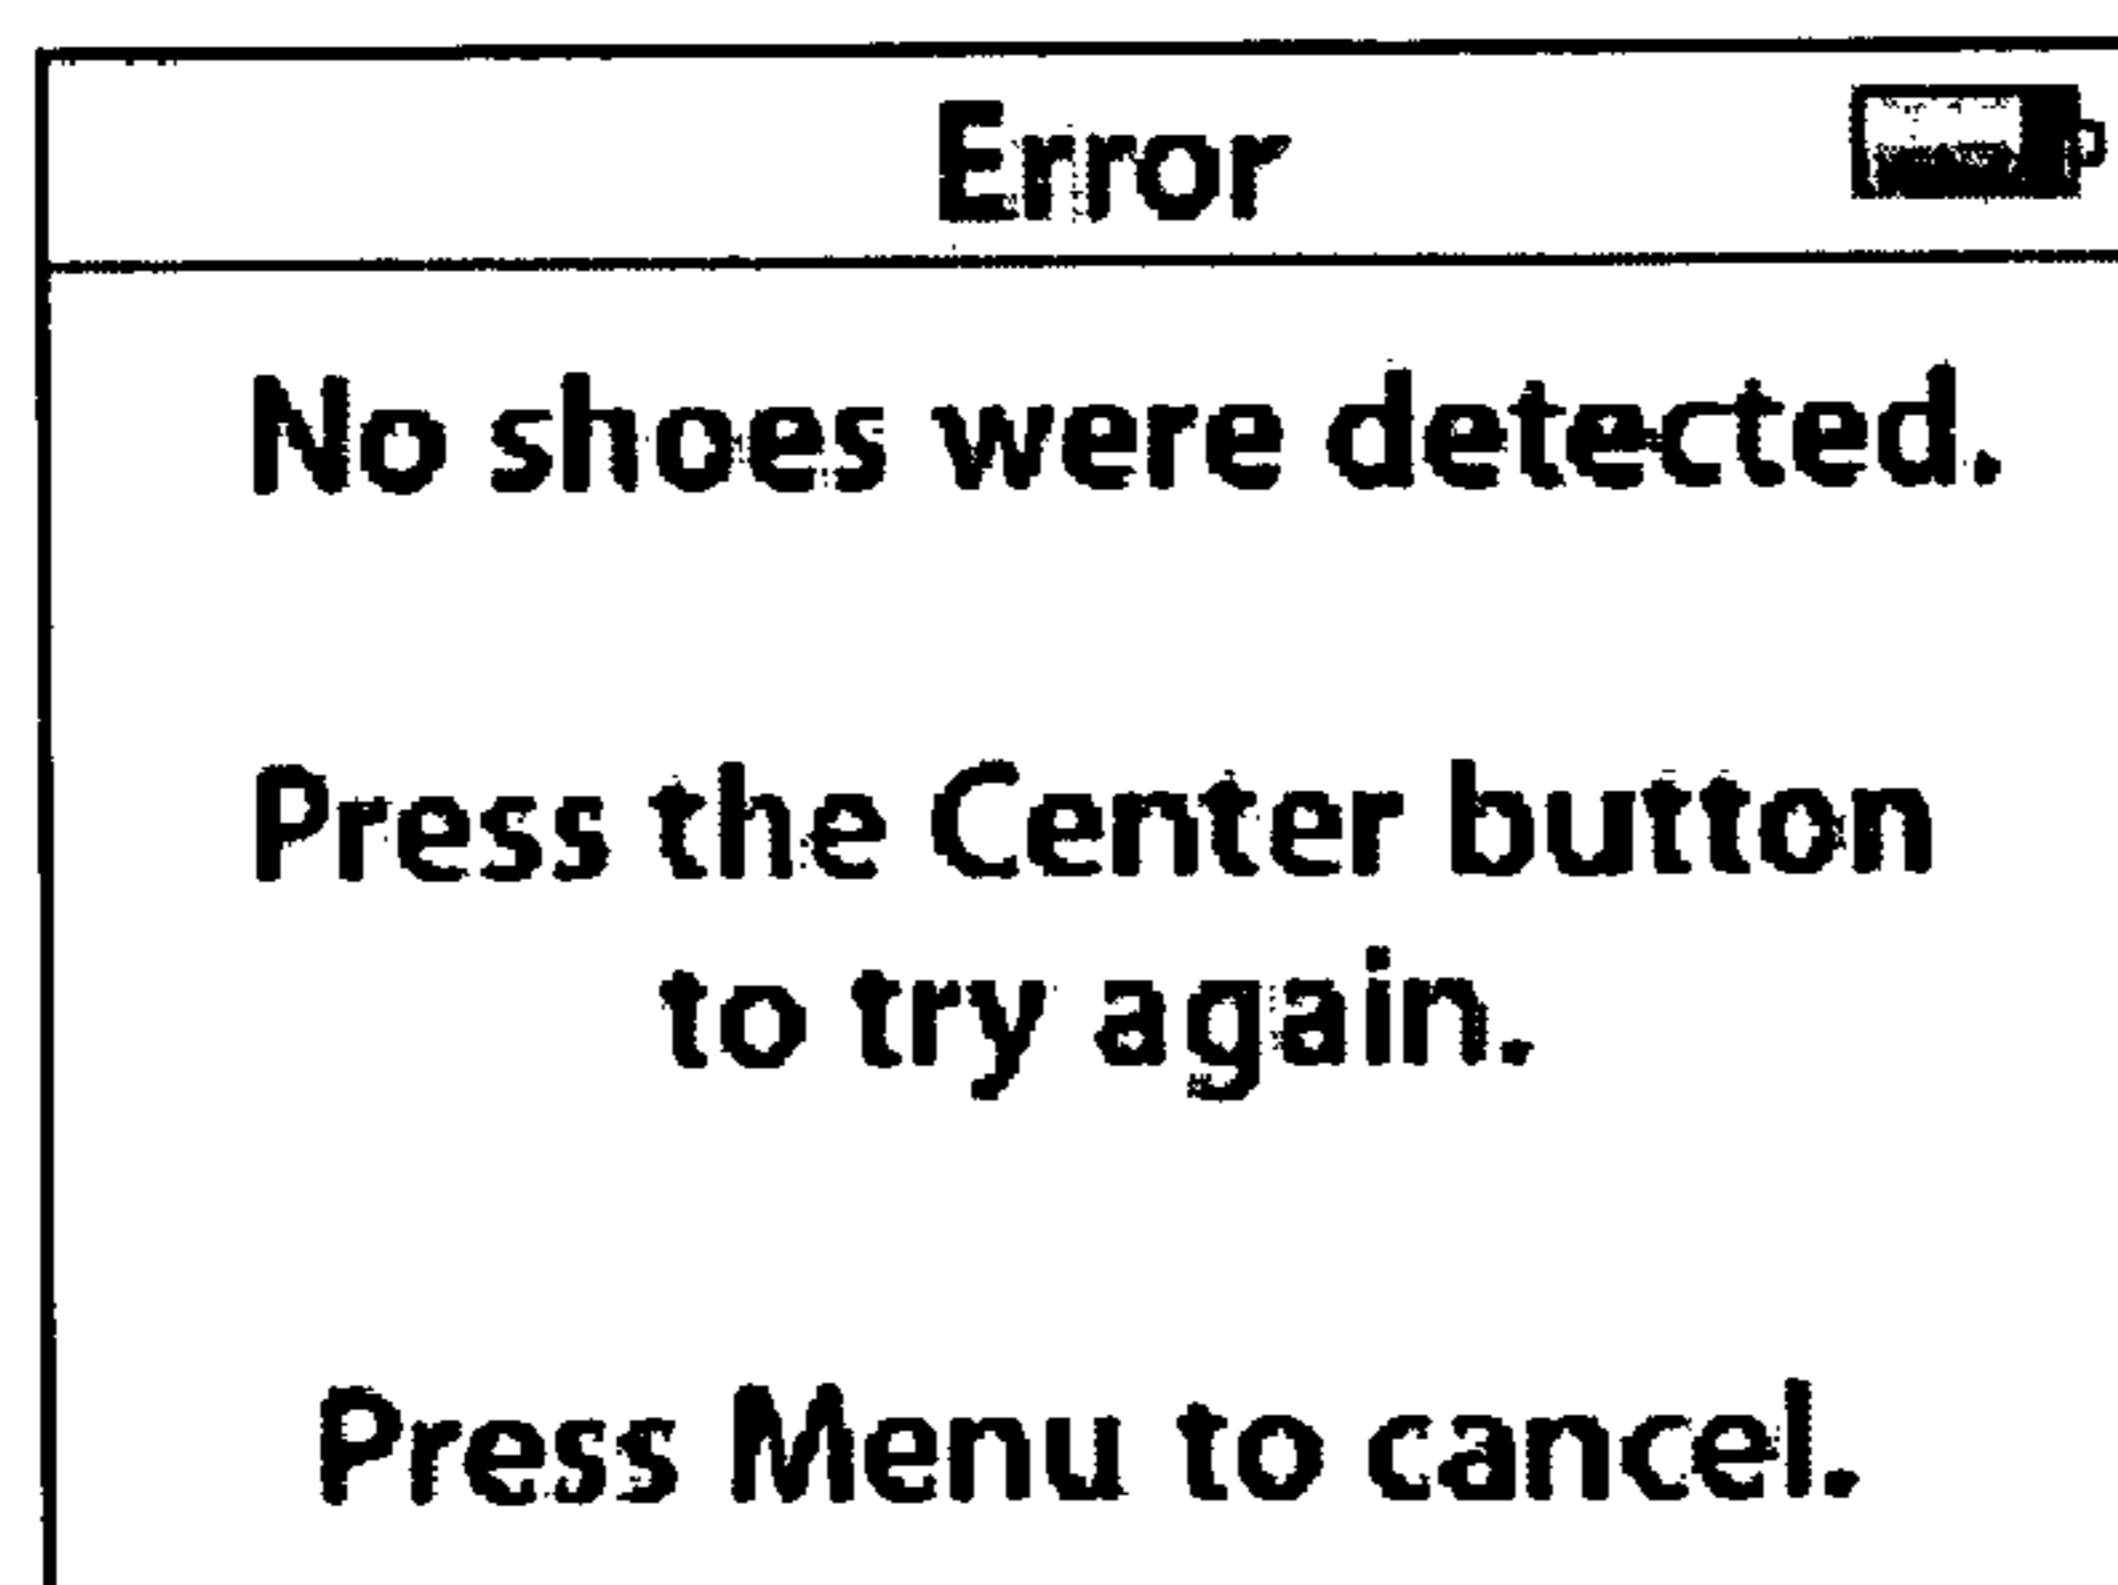 Error
No shoes were detected.
Press the Center button
to try again.
Press Menu to cancel.